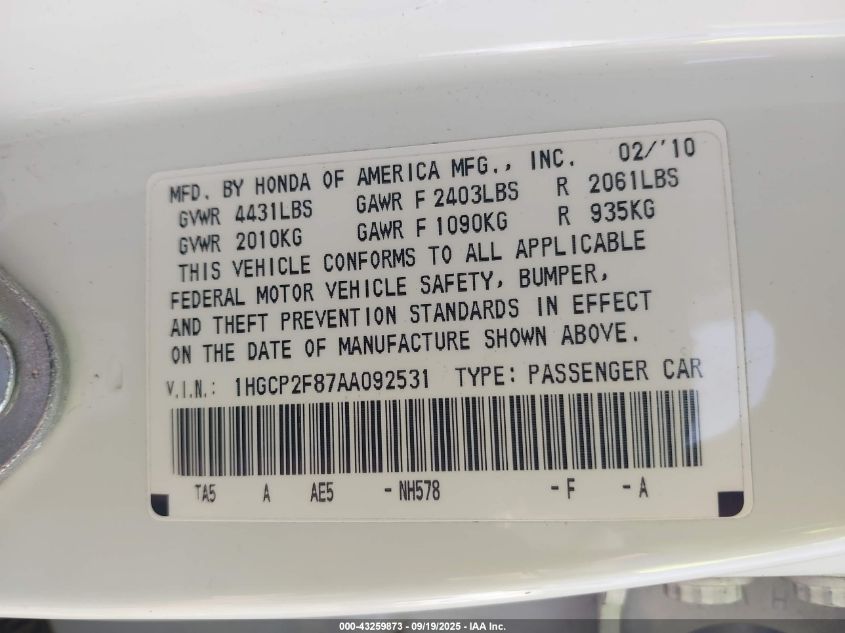 MFD. BY HONDA OF AMERICA MFG., INC. 02/'10
GVWR 4431LBS GAWR F 2403LBS R 2061LBS
GVWR 2010KG GAWR F 1090KG R 935KG
THIS VEHICLE CONFORMS TO ALL APPLICABLE
FEDERAL MOTOR VEHICLE SAFETY, BUMPER,
AND THEFT PREVENTION STANDARDS IN EFFECT
ON THE DATE OF MANUFACTURE SHOWN ABOVE.
V.I.N.: 1HGCP2F87AA092531 TYPE: PASSENGER CAR
TA5 A AE5 -NH578 -F -A
000-43259873 - 09/19/2025 - IAA Inc.